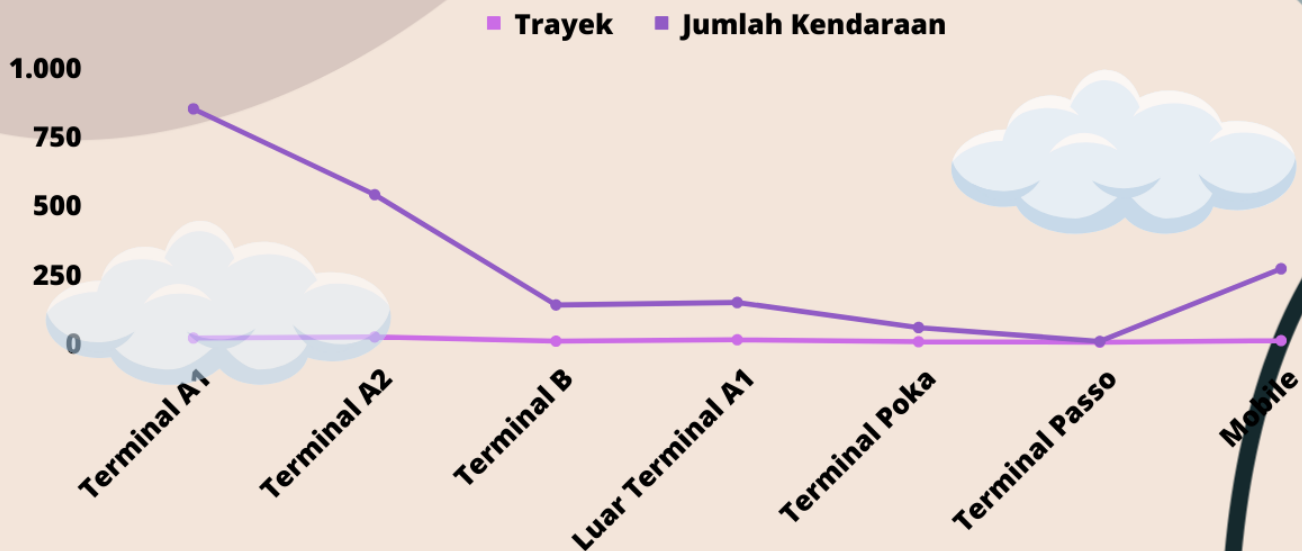 Trayek Jumlah Kendaraan
1.000
750
500
250
0
Terminal A1
Terminal A2
Terminal B
Luar Terminal A1
Terminal Poka
Terminal Passo
Mobile